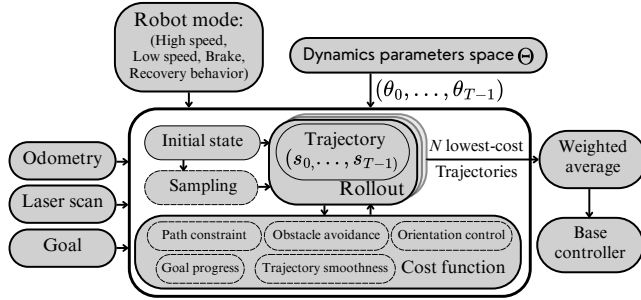 Robot mode:
(High speed,
Low speed, Brake,
Recovery behavior)
Dynamics parameters space Θ
(θ₀, . . . , θ_{T−1})
Initial state
Sampling
Trajectory
(s₀, . . . , s_{T−1})
Rollout
N lowest-cost
Trajectories
Weighted
average
Base
controller
Odometry
Laser scan
Goal
Path constraint
Obstacle avoidance
Orientation control
Goal progress
Trajectory smoothness
Cost function